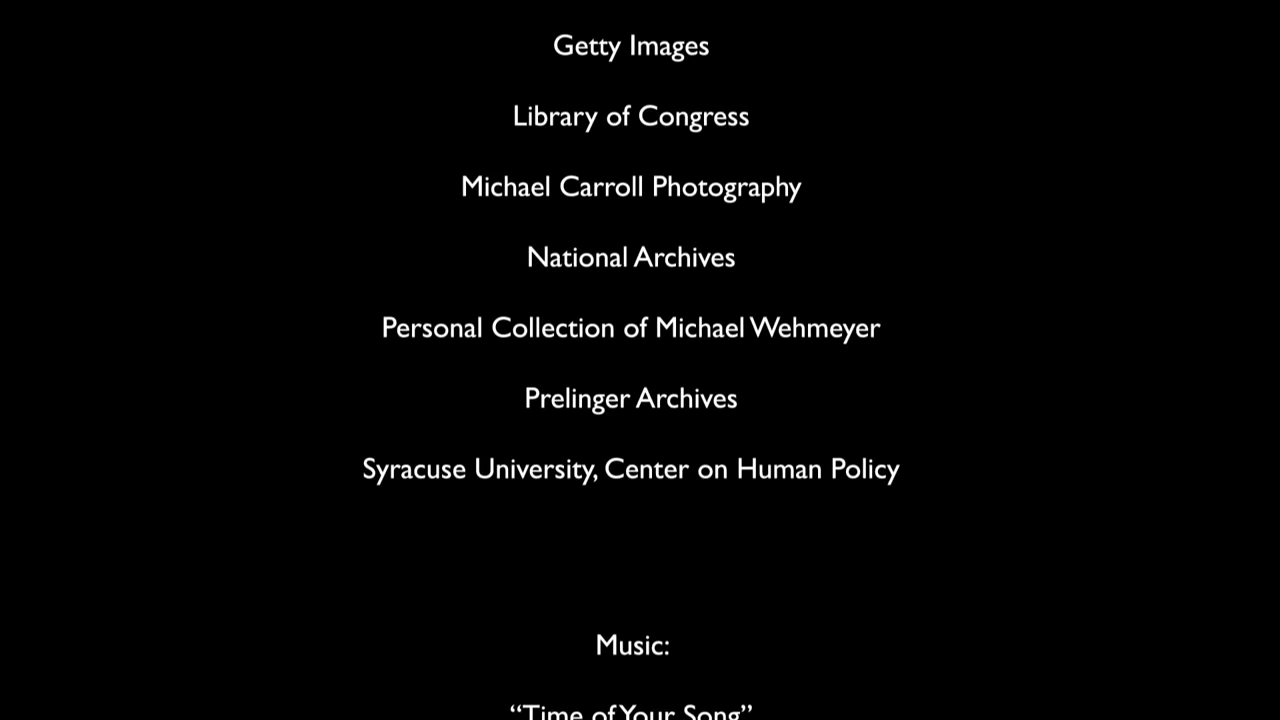 Getty Images
Library of Congress
Michael Carroll Photography
National Archives
Personal Collection of Michael Wehmeyer
Prelinger Archives
Syracuse University, Center on Human Policy
Music:
“Time of Your Song”